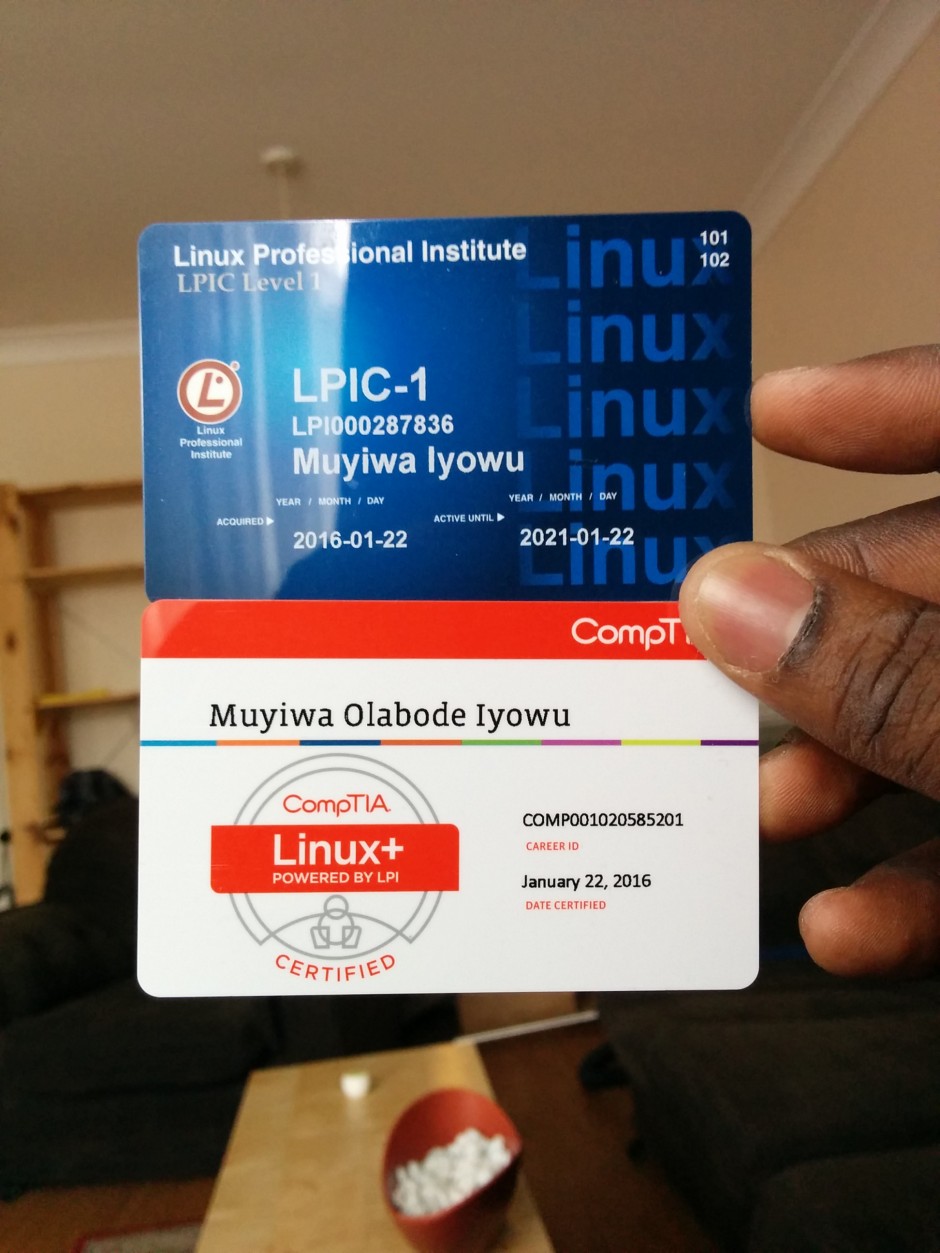 Linux Professional Institute
LPIC Level 1
101
102
Linux
Linux
Linux
Linux
Linux
L
Linux
Professional
Institute
LPIC-1
LPI000287836
Muyiwa Iyowu
YEAR / MONTH / DAY
ACQUIRED
2016-01-22
YEAR / MONTH / DAY
ACTIVE UNTIL
2021-01-22
CompTI
Muyiwa Olabode Iyowu
CompTIA
Linux+
POWERED BY LPI
CERTIFIED
COMP001020585201
CAREER ID
January 22, 2016
DATE CERTIFIED